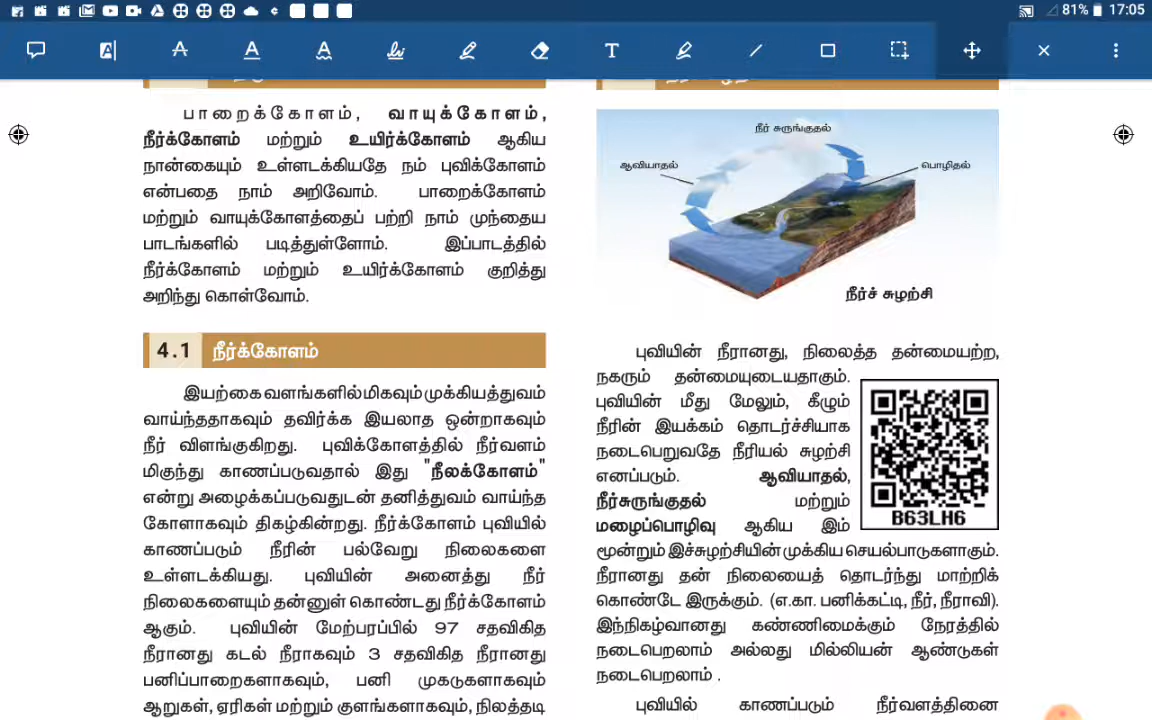 81% 17:05
பாறைக்கோளம், வாயுக்கோளம்,
நீர்க்கோளம் மற்றும் உயிர்க்கோளம் ஆகிய
நான்கையும் உள்ளடக்கியதே நம் புவிக்கோளம்
என்பதை நாம் அறிவோம். பாறைக்கோளம்
மற்றும் வாயுக்கோளத்தைப் பற்றி நாம் முந்தைய
பாடங்களில் படித்துள்ளோம். இப்பாடத்தில்
நீர்க்கோளம் மற்றும் உயிர்க்கோளம் குறித்து
அறிந்து கொள்வோம்.
4.1 நீர்க்கோளம்
இயற்கை வளங்களில் மிகவும் முக்கியத்துவம்
வாய்ந்ததாகவும் தவிர்க்க இயலாத ஒன்றாகவும்
நீர் விளங்குகிறது. புவிக்கோளத்தில் நீர்வளம்
மிகுந்து காணப்படுவதால் இது "நீலக்கோளம்"
என்று அழைக்கப்படுவதுடன் தனித்துவம் வாய்ந்த
கோளாகவும் திகழ்கின்றது. நீர்க்கோளம் புவியில்
காணப்படும் நீரின் பல்வேறு நிலைகளை
உள்ளடக்கியது. புவியின் அனைத்து நீர்
நிலைகளையும் தன்னுள் கொண்டது நீர்க்கோளம்
ஆகும். புவியின் மேற்பரப்பில் 97 சதவிகித
நீரானது கடல் நீராகவும் 3 சதவிகித நீரானது
பனிப்பாறைகளாகவும், பனி முகடுகளாகவும்
ஆறுகள், ஏரிகள் மற்றும் குளங்களாகவும், நிலத்தடி
நீர் சுருங்குதல்
ஆவியாதல்
பொழிதல்
நீர்ச் சுழற்சி
புவியின் நீரானது, நிலைத்த தன்மையற்ற,
நகரும் தன்மையுடையதாகும்.
புவியின் மீது மேலும், கீழும்
நீரின் இயக்கம் தொடர்ச்சியாக
நடைபெறுவதே நீரியல் சுழற்சி
எனப்படும். ஆவியாதல்,
நீர்சுருங்குதல் மற்றும்
மழைப்பொழிவு ஆகிய இம்
மூன்றும் இச்சுழற்சியின் முக்கிய செயல்பாடுகளாகும்.
நீரானது தன் நிலையைத் தொடர்ந்து மாற்றிக்
கொண்டே இருக்கும். (எ.கா. பனிக்கட்டி, நீர், நீராவி).
இந்நிகழ்வானது கண்ணிமைக்கும் நேரத்தில்
நடைபெறலாம் அல்லது மில்லியன் ஆண்டுகள்
நடைபெறலாம் .
புவியில் காணப்படும் நீர்வளத்தினை
B63LH6